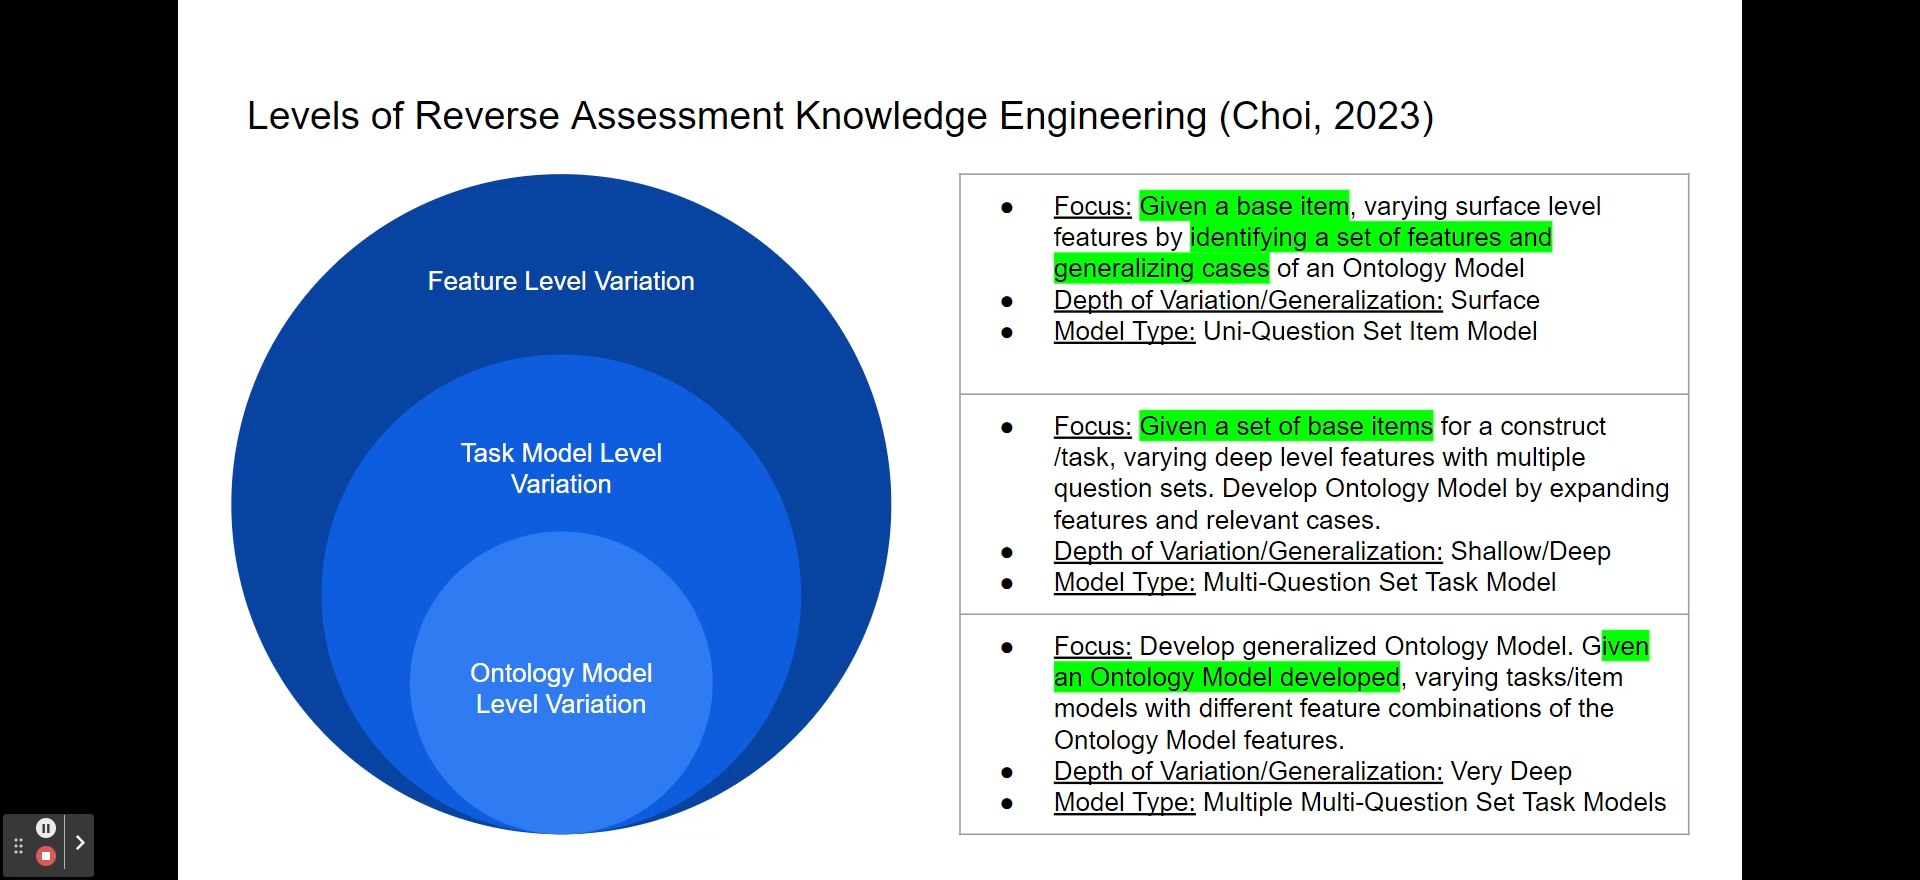 Levels of Reverse Assessment Knowledge Engineering (Choi, 2023)
Feature Level Variation
Task Model Level
Variation
Ontology Model
Level Variation
● Focus: Given a base item, varying surface level
features by identifying a set of features and
generalizing cases of an Ontology Model
● Depth of Variation/Generalization: Surface
● Model Type: Uni-Question Set Item Model
● Focus: Given a set of base items for a construct
/task, varying deep level features with multiple
question sets. Develop Ontology Model by expanding
features and relevant cases.
● Depth of Variation/Generalization: Shallow/Deep
● Model Type: Multi-Question Set Task Model
● Focus: Develop generalized Ontology Model. Given
an Ontology Model developed, varying tasks/item
models with different feature combinations of the
Ontology Model features.
● Depth of Variation/Generalization: Very Deep
● Model Type: Multiple Multi-Question Set Task Models